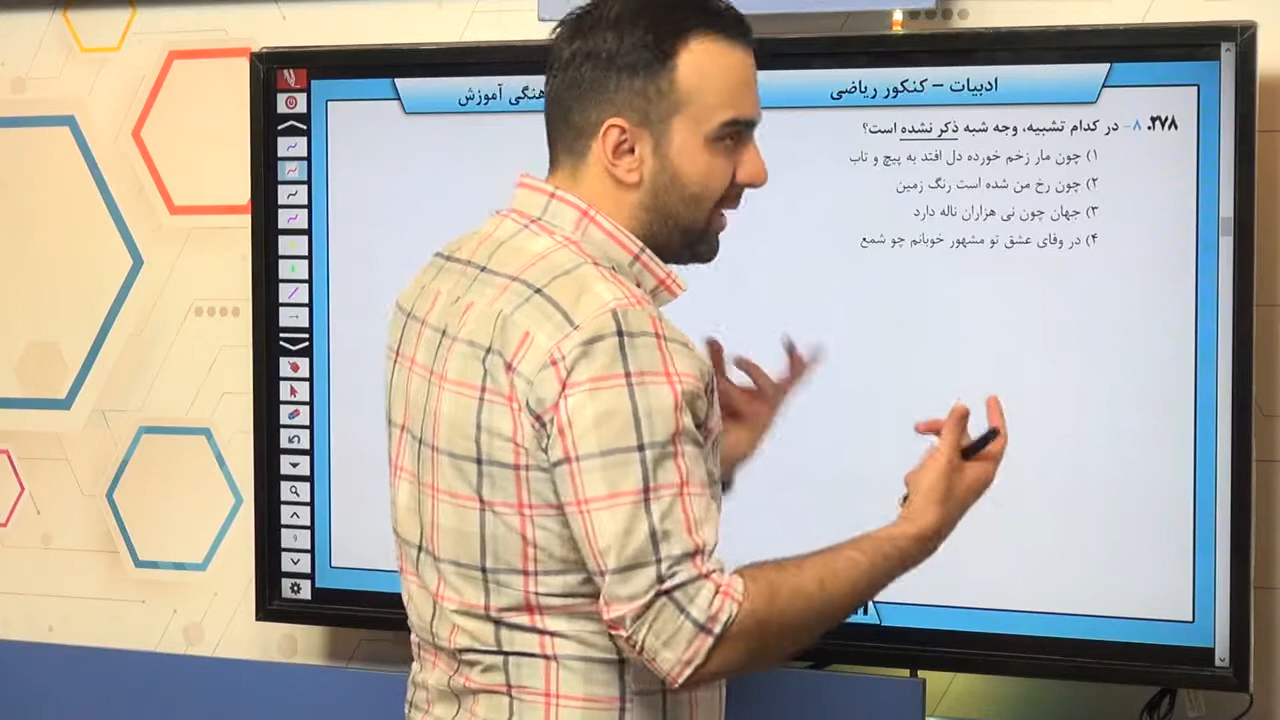 ادبیات – کنکور ریاضی
هنگی آموزش
۲۷۸. ۸– در کدام تشبیه، وجه شبه ذکر نشده است؟
۱) چون مار زخم خورده دل افتد به پیچ و تاب
۲) چون رخ من شده است رنگ زمین
۳) جهان چون نی هزاران ناله دارد
۴) در وفای عشق تو مشهور خوبانم چو شمع
۹